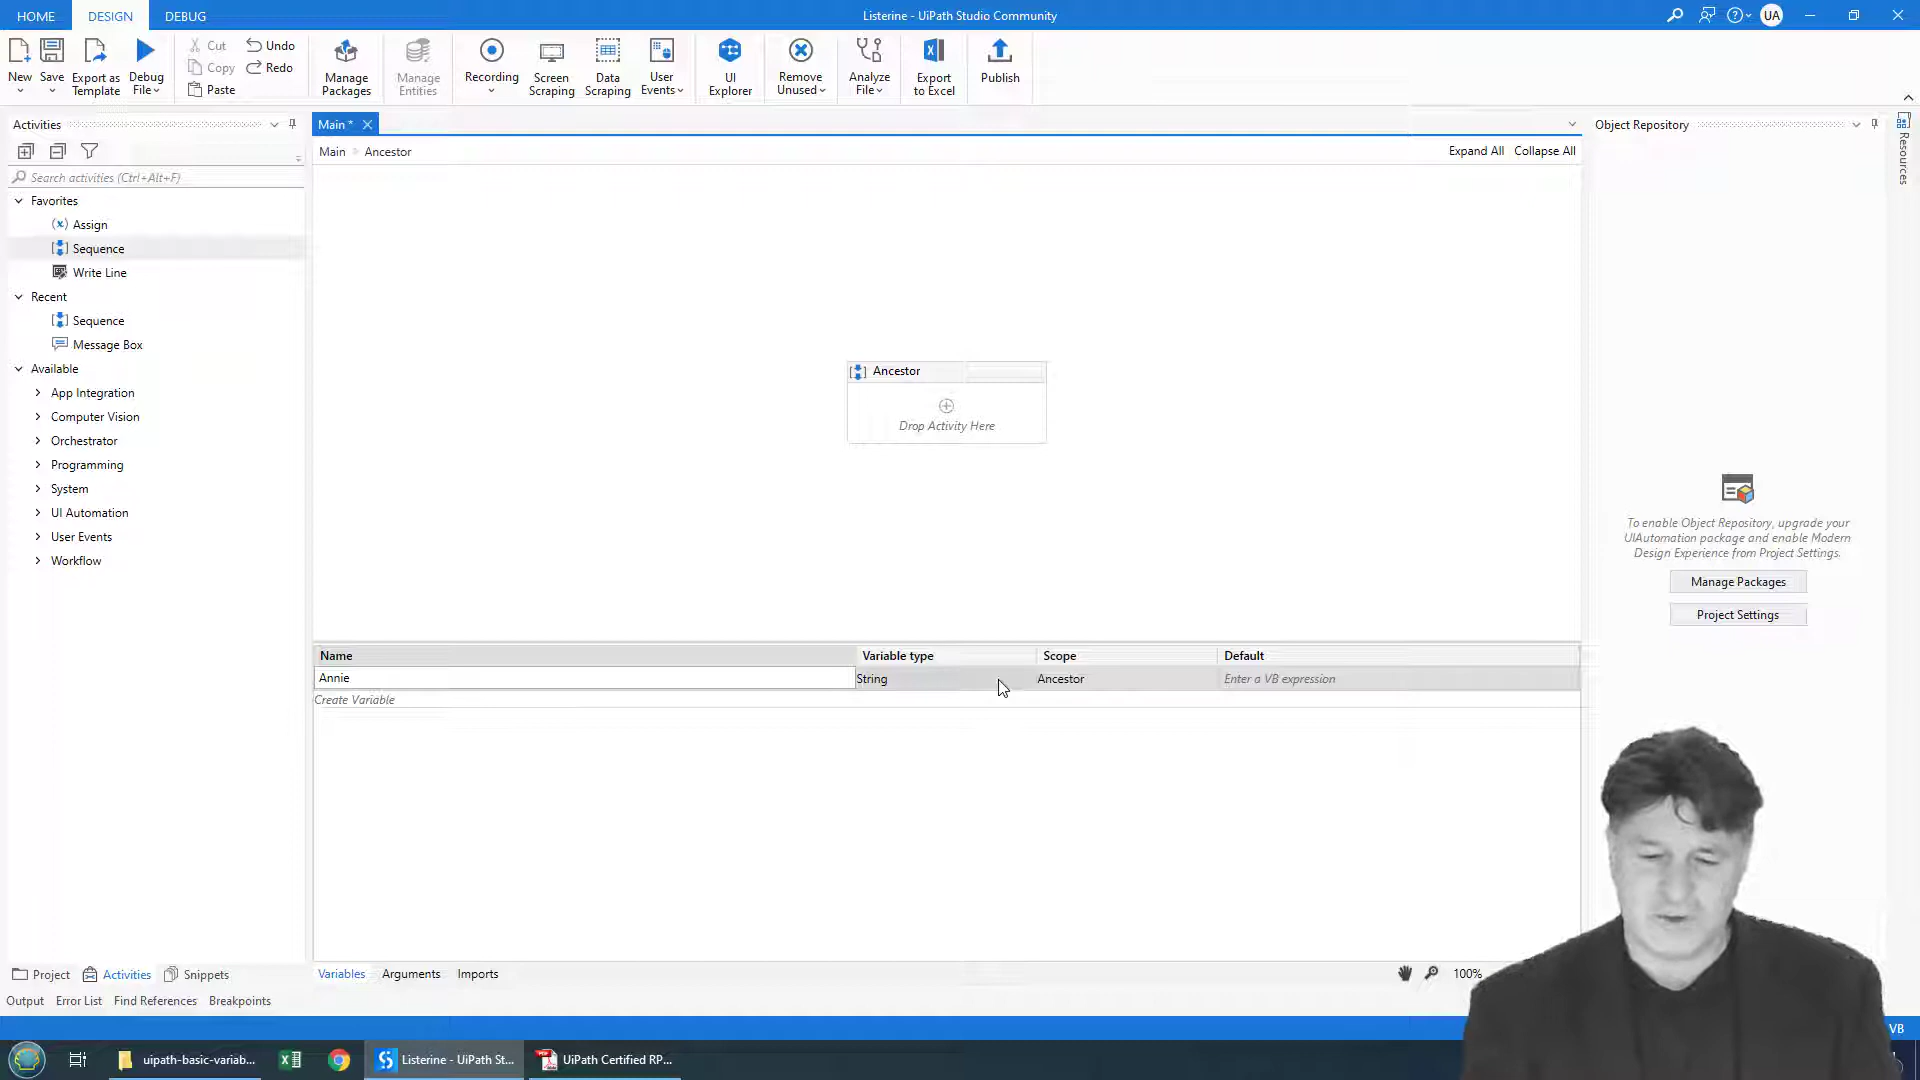 HOME DESIGN DEBUG
Listerine - UiPath Studio Community
UA
New Save Export as Template Debug File
Cut Copy Paste Undo Redo
Manage Packages
Manage Entities
Recording
Screen Scraping
Data Scraping
User Events
UI Explorer
Remove Unused
Analyze File
Export to Excel
Publish
Activities
Search activities (Ctrl+Alt+F)
Favorites
Assign
Sequence
Write Line
Recent
Sequence
Message Box
Available
App Integration
Computer Vision
Orchestrator
Programming
System
UI Automation
User Events
Workflow
Main *
Main Ancestor
Expand All Collapse All
Ancestor
Drop Activity Here
Name Variable type Scope Default
Annie String Ancestor Enter a VB expression
Create Variable
Object Repository
Resources
To enable Object Repository, upgrade your
UIAutomation package and enable Modern
Design Experience from Project Settings.
Manage Packages
Project Settings
Project Activities Snippets
Variables Arguments Imports
100%
Output Error List Find References Breakpoints
VB
uipath-basic-variab...
Listerine - UiPath St...
UiPath Certified RP...